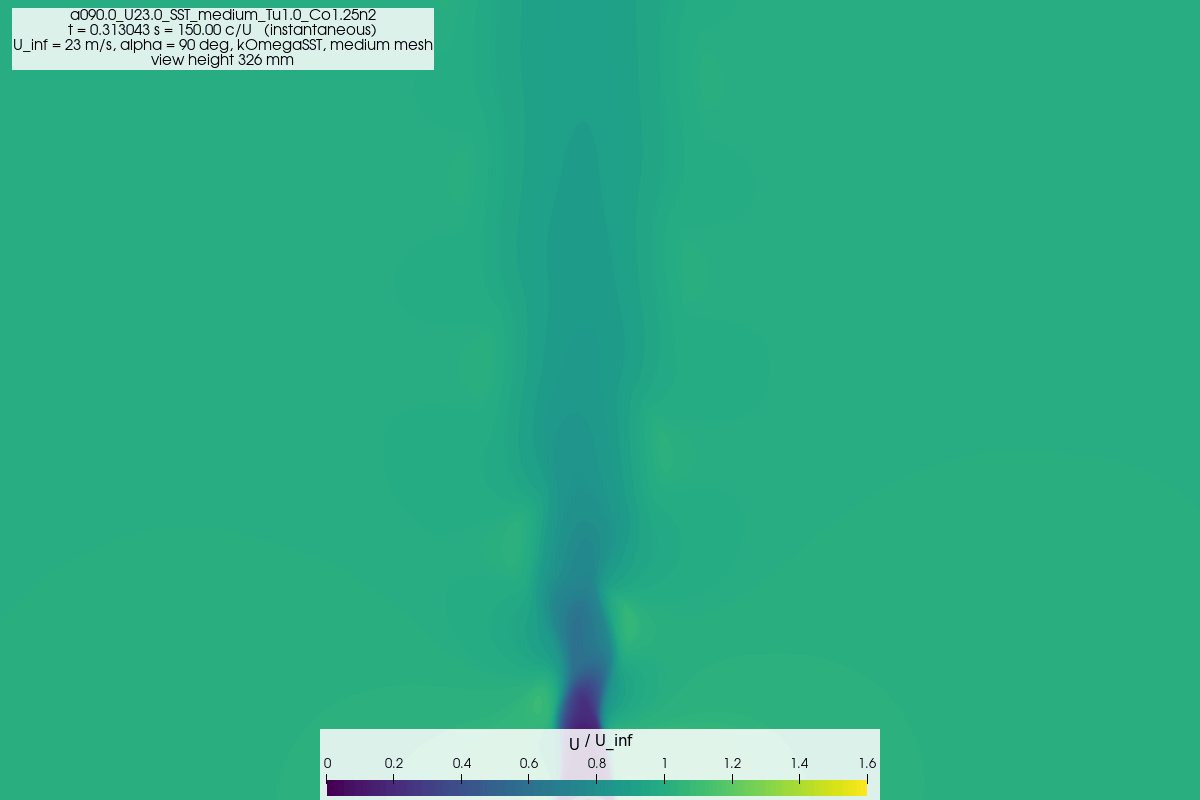 a090.0_U23.0_SST_medium_Tu1.0_Co1.25n2
t = 0.313043 s = 150.00 c/U (instantaneous)
U_inf = 23 m/s, alpha = 90 deg, kOmegaSST, medium mesh
view height 326 mm
U / U_inf
0 0.2 0.4 0.6 0.8 1 1.2 1.4 1.6